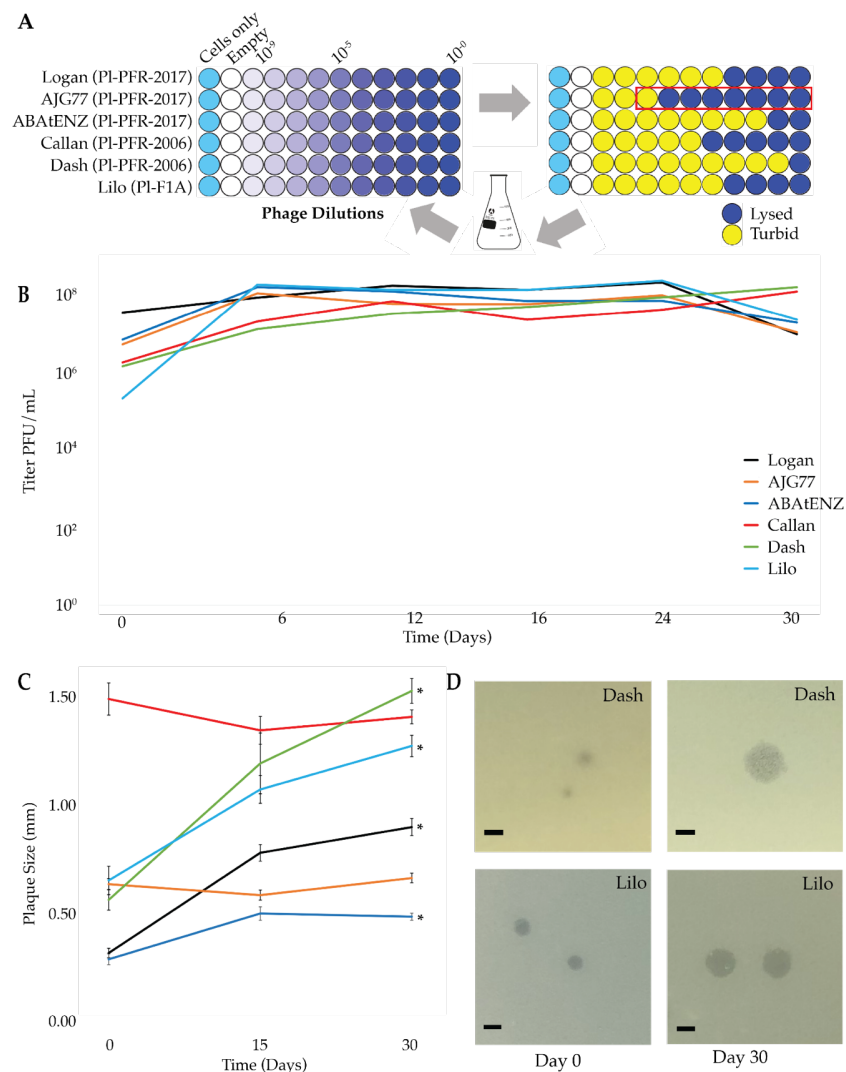 A
Cells only
Empty
10⁻⁹
10⁻⁵
10⁻⁰
Logan (Pl-PFR-2017)
AJG77 (Pl-PFR-2017)
ABAtENZ (Pl-PFR-2017)
Callan (Pl-PFR-2006)
Dash (Pl-PFR-2006)
Lilo (Pl-F1A)
Phage Dilutions
Lysed
Turbid
B
10⁸
10⁶
10⁴
10²
10⁰
Titer PFU/mL
Logan
AJG77
ABAtENZ
Callan
Dash
Lilo
0 6 12 16 24 30
Time (Days)
C
1.50
1.00
0.50
0.00
Plaque Size (mm)
*
*
*
*
0 15 30
Time (Days)
D
Dash
Dash
Lilo
Lilo
Day 0
Day 30